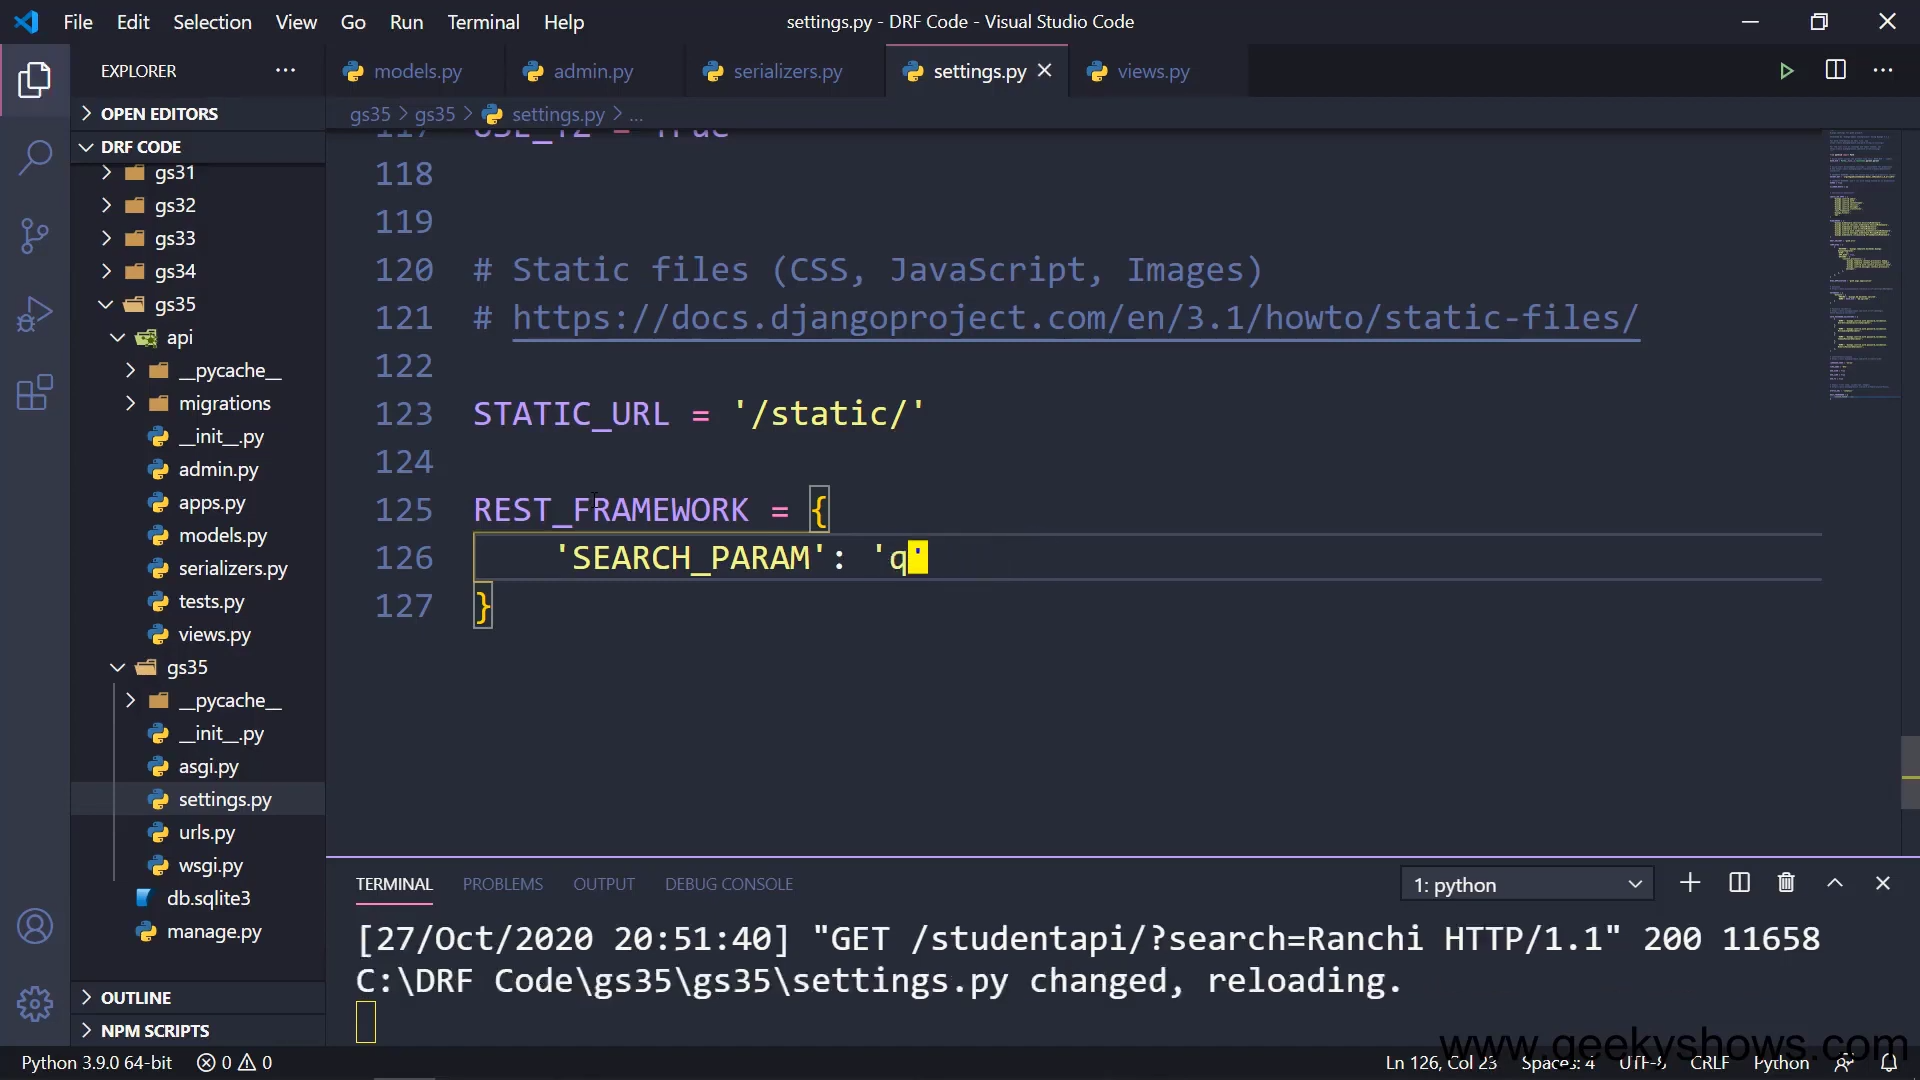 File Edit Selection View Go Run Terminal Help
settings.py - DRF Code - Visual Studio Code
EXPLORER
models.py admin.py serializers.py settings.py views.py
OPEN EDITORS
gs35 > gs35 > settings.py > ...
DRF CODE
gs31
gs32
gs33
gs34
gs35
api
__pycache__
migrations
__init__.py
admin.py
apps.py
models.py
serializers.py
tests.py
views.py
gs35
__pycache__
__init__.py
asgi.py
settings.py
urls.py
wsgi.py
db.sqlite3
manage.py
OUTLINE
NPM SCRIPTS
117 USE_TZ = True
118
119
120 # Static files (CSS, JavaScript, Images)
121 # https://docs.djangoproject.com/en/3.1/howto/static-files/
122
123 STATIC_URL = '/static/'
124
125 REST_FRAMEWORK = {
126 'SEARCH_PARAM': 'q'
127 }
TERMINAL PROBLEMS OUTPUT DEBUG CONSOLE
1: python
[27/Oct/2020 20:51:40] "GET /studentapi/?search=Ranchi HTTP/1.1" 200 11658
C:\DRF Code\gs35\gs35\settings.py changed, reloading.
www.geekyshows.com
Python 3.9.0 64-bit 0 0 Ln 126, Col 23 Spaces: 4 UTF-8 CRLF Python